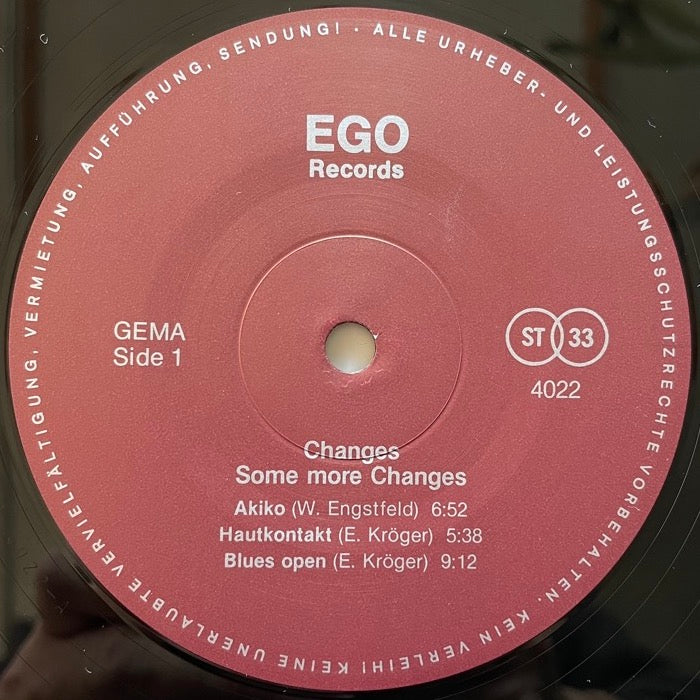 ALLE URHEBER- UND LEISTUNGSSCHUTZRECHTE VORBEHALTEN. KEIN VERLEIH! KEINE UNERLAUBTE VERVIELFÄLTIGUNG, VERMIETUNG, AUFFÜHRUNG, SENDUNG! ·
EGO
Records
GEMA
Side 1
ST 33
4022
Changes
Some more Changes
Akiko (W. Engstfeld) 6:52
Hautkontakt (E. Kröger) 5:38
Blues open (E. Kröger) 9:12